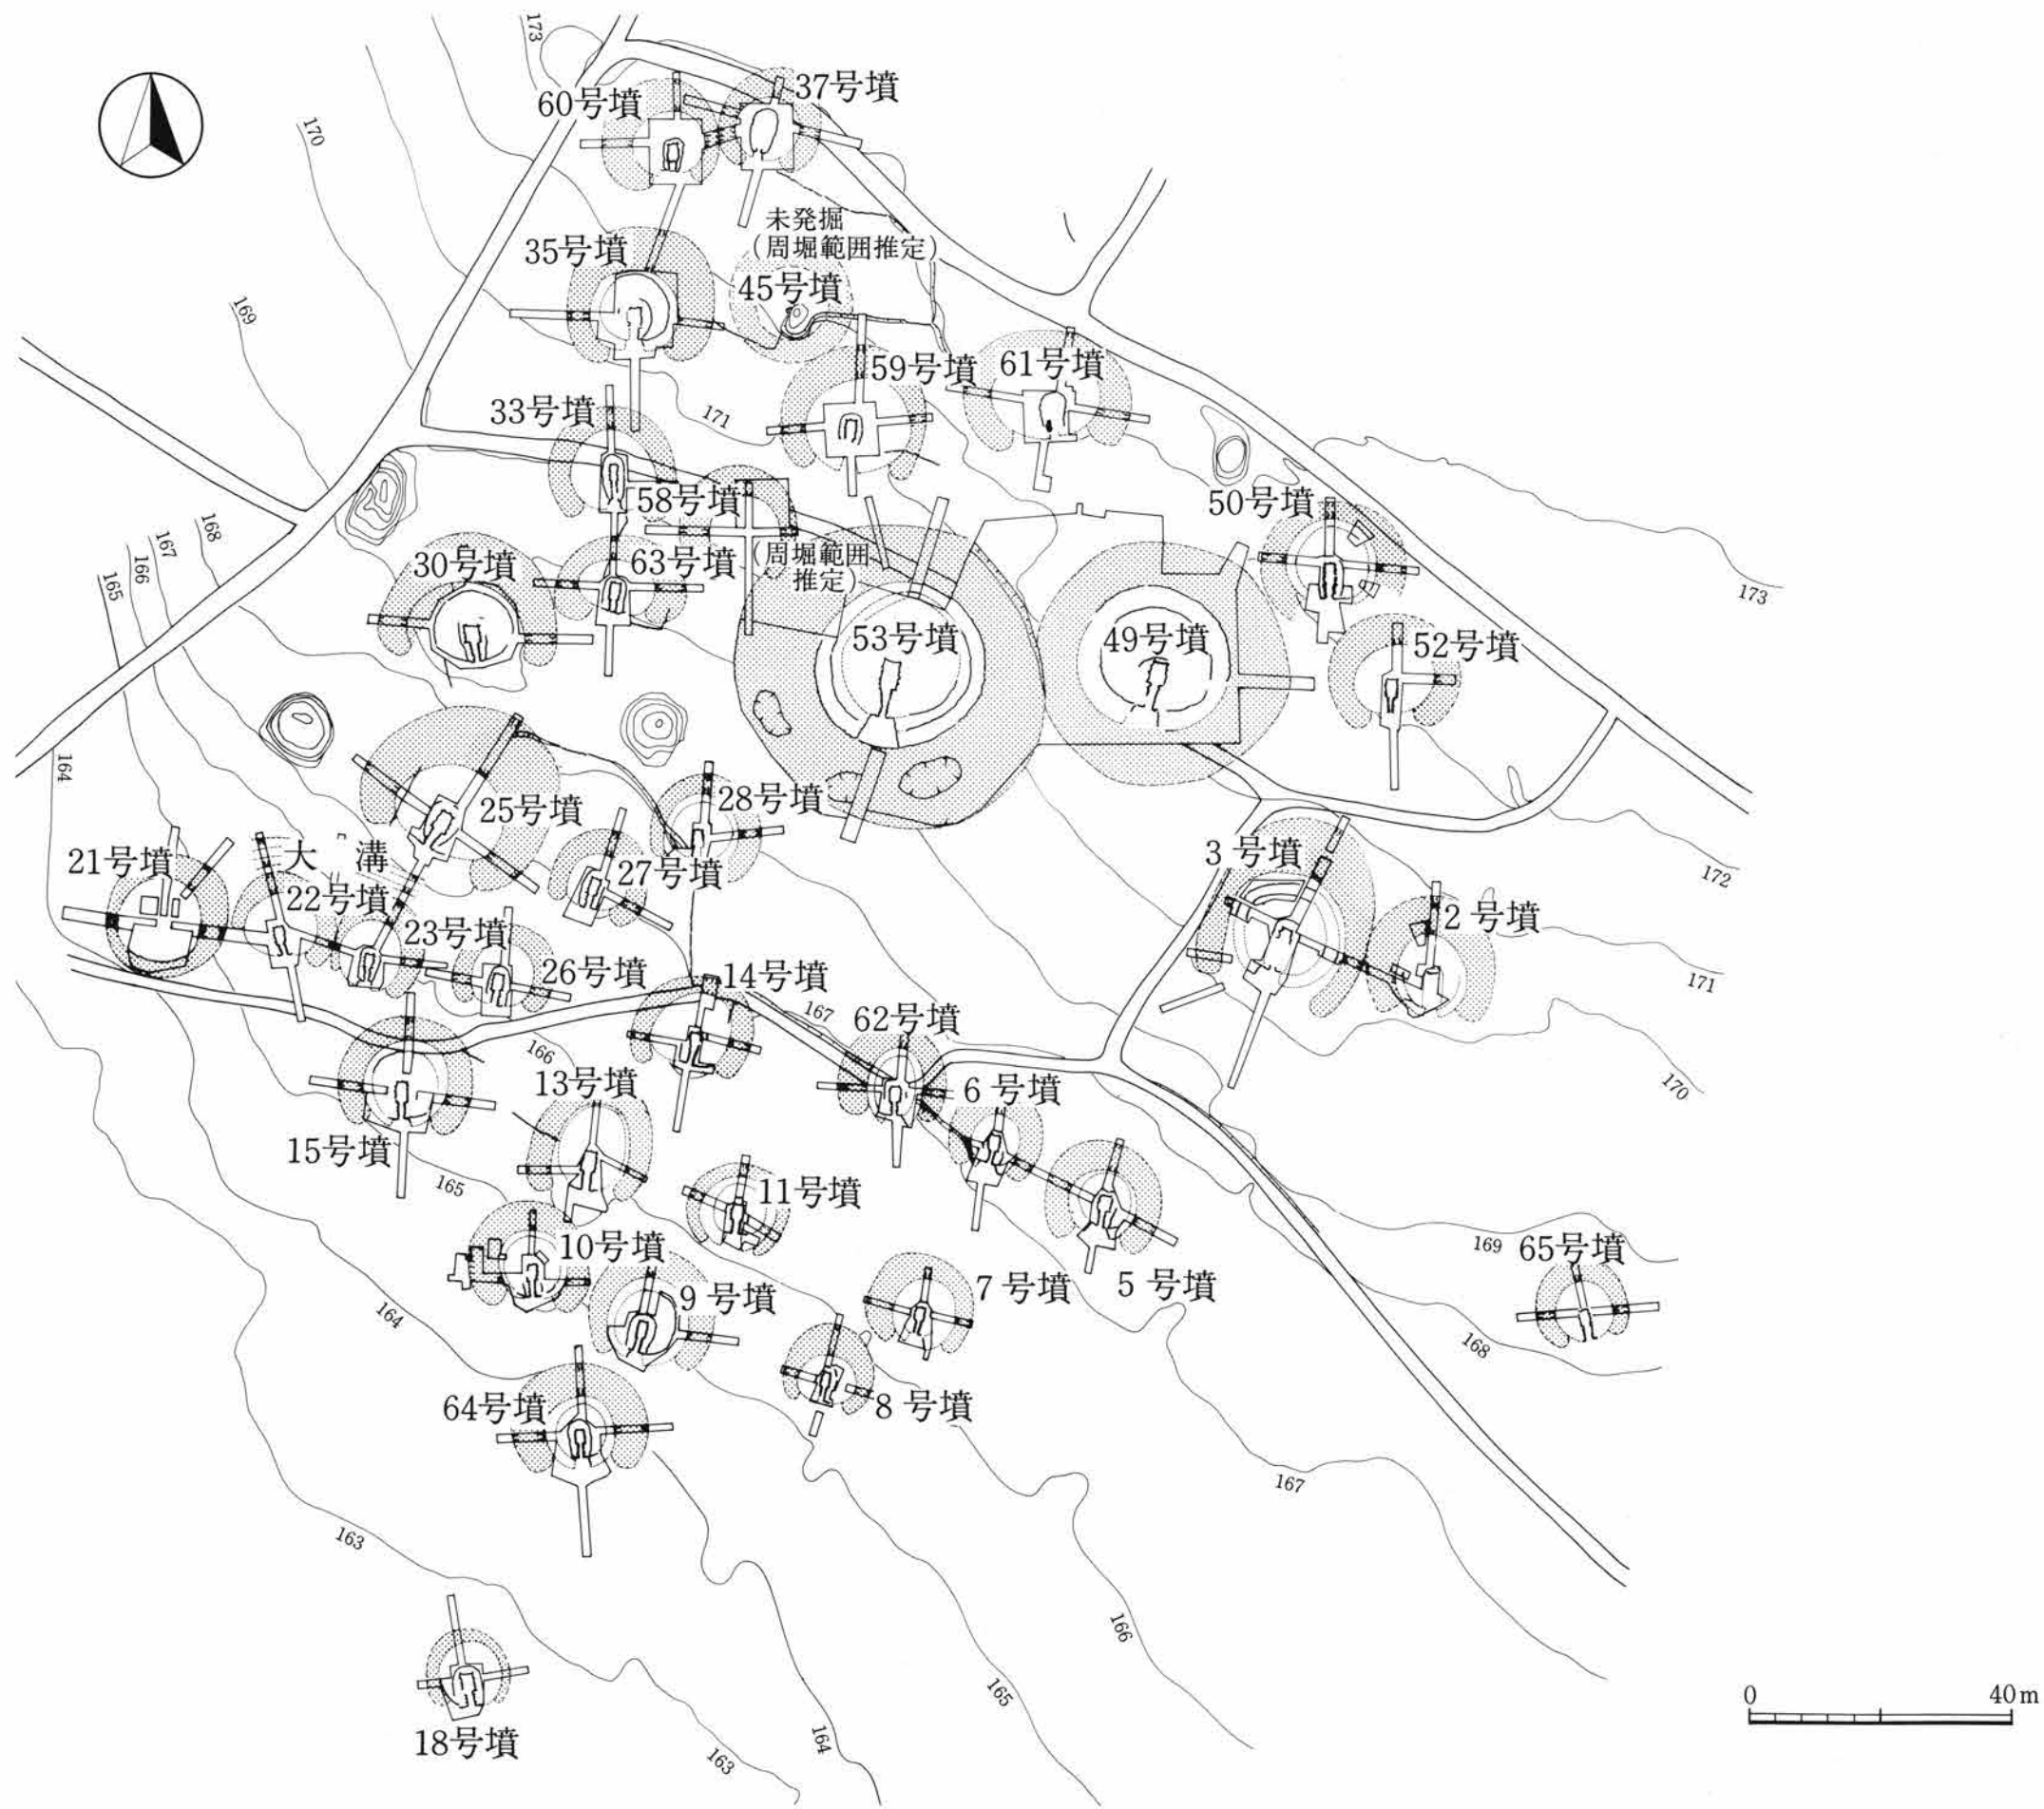 173
37号墳
60号墳
170
未発掘
(周堀範囲推定)
35号墳
45号墳
169
59号墳
61号墳
33号墳
171
58号墳
50号墳
168
167
166
165
30号墳
63号墳
(周堀範囲
推定)
173
53号墳
49号墳
52号墳
164
25号墳
28号墳
21号墳
大溝
27号墳
3号墳
172
22号墳
2号墳
23号墳
26号墳
14号墳
171
167
62号墳
166
13号墳
6号墳
170
15号墳
165
11号墳
10号墳
169
65号墳
9号墳
7号墳
5号墳
164
168
64号墳
8号墳
167
163
166
165
0
40m
18号墳
164
163